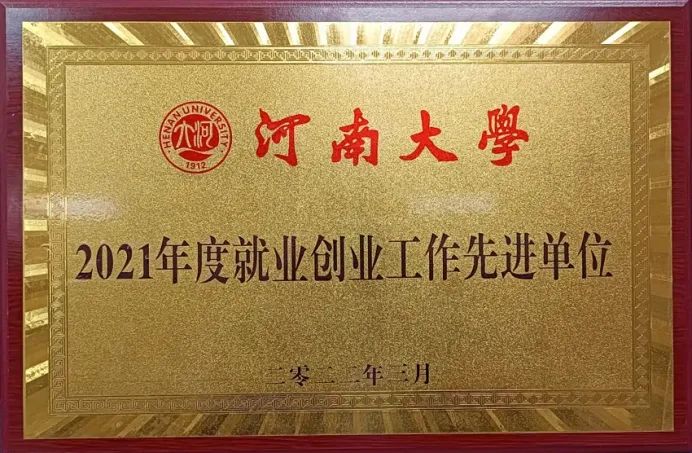 HENAN UNIVERSITY
1912
河南大學
2021年度就业创业工作先进单位
二零二二年三月